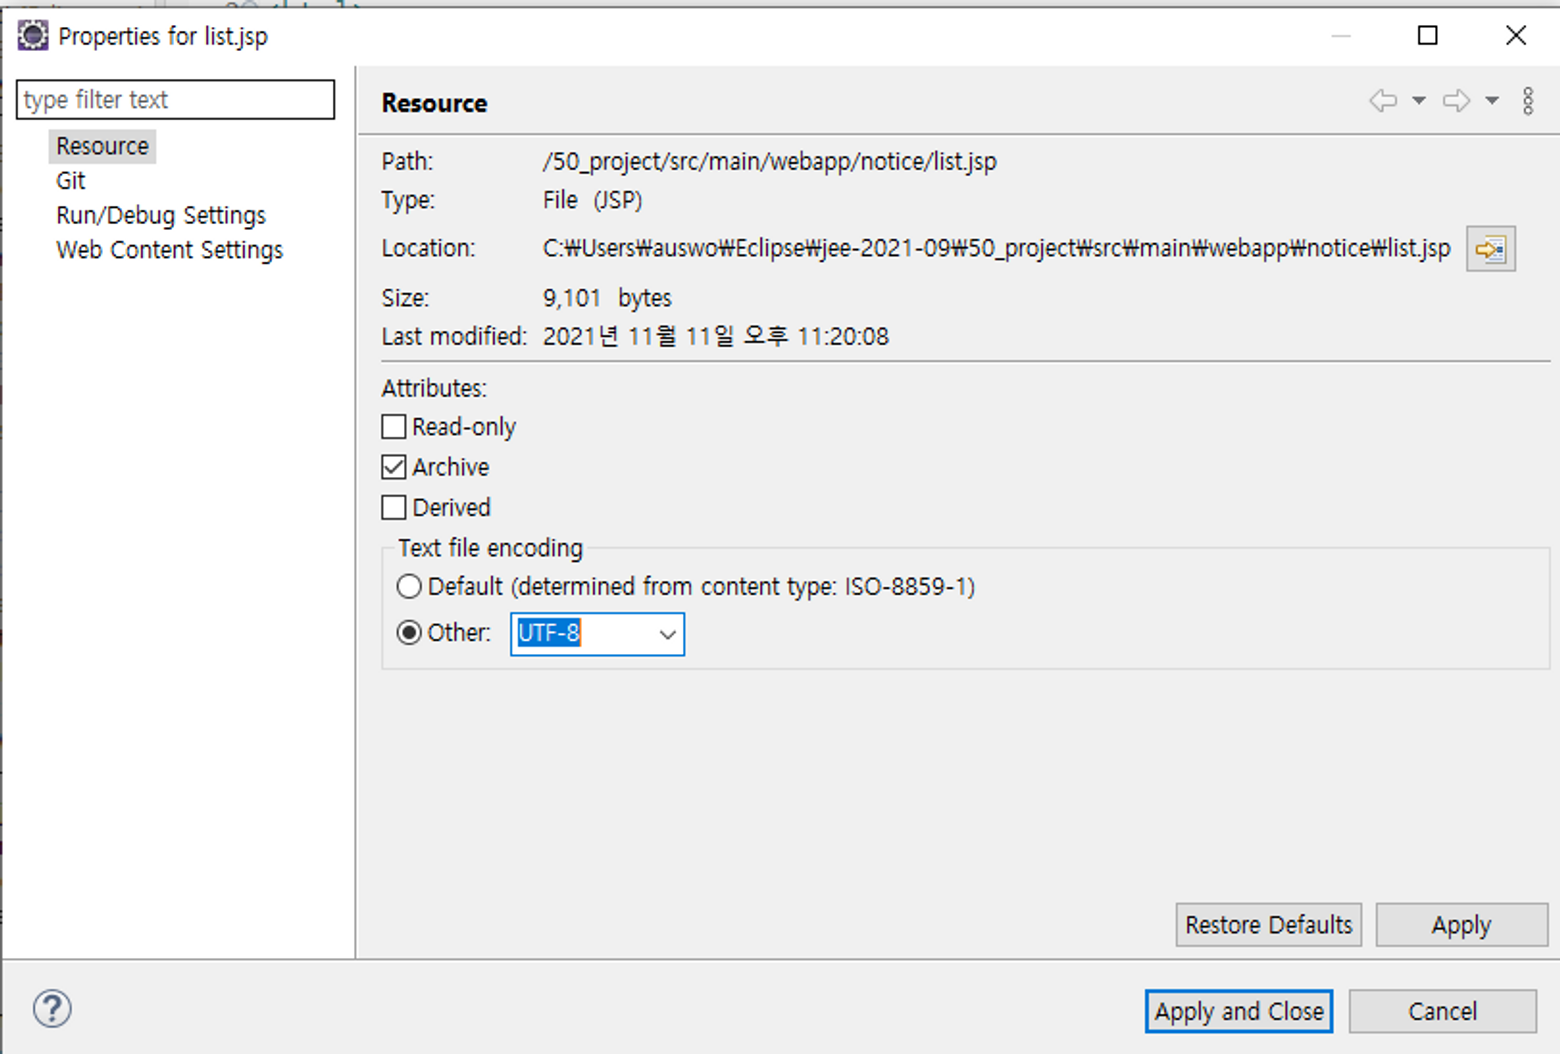 Properties for list.jsp
type filter text
Resource
Git
Run/Debug Settings
Web Content Settings
Resource
Path: /50_project/src/main/webapp/notice/list.jsp
Type: File (JSP)
Location: C:₩Users₩auswo₩Eclipse₩jee-2021-09₩50_project₩src₩main₩webapp₩notice₩list.jsp
Size: 9,101 bytes
Last modified: 2021년 11월 11일 오후 11:20:08
Attributes:
Read-only
Archive
Derived
Text file encoding
Default (determined from content type: ISO-8859-1)
Other: UTF-8
Restore Defaults Apply
? Apply and Close Cancel